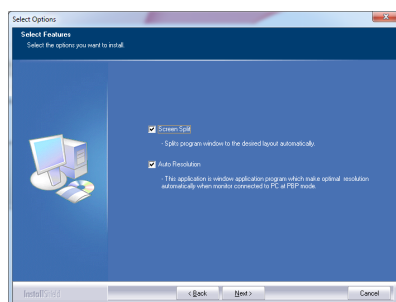 Select Options
Select Features
Select the options you want to install.
Screen Split
- Splits program window to the desired layout automatically.
Auto Resolution
- This application is window application program which make optimal resolution
automatically when monitor connected to PC at PBP mode.
InstallShield
< Back
Next >
Cancel